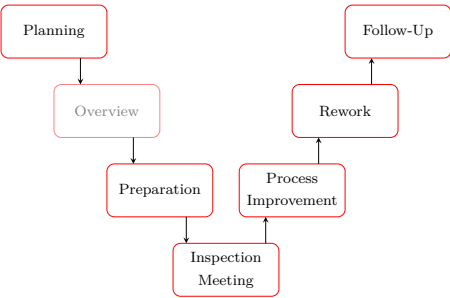 Planning
Follow-Up
Overview
Rework
Preparation
Process
Improvement
Inspection
Meeting